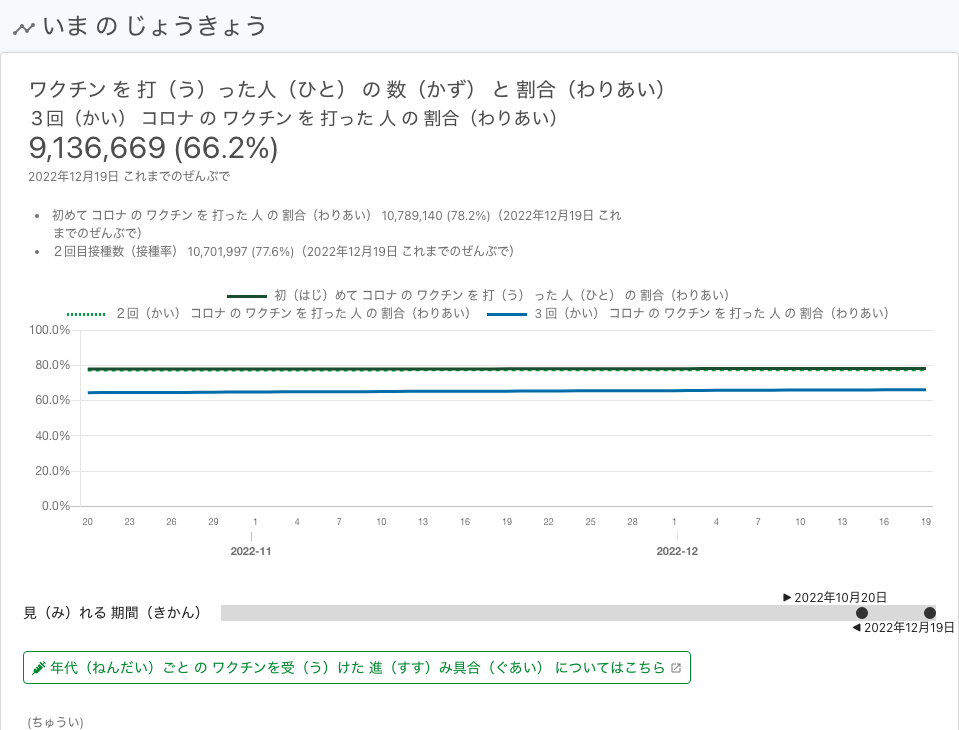 いま の じょうきょう
ワクチン を 打（う）った人（ひと） の 数（かず） と 割合（わりあい）
３回（かい） コロナ の ワクチン を 打った 人 の 割合（わりあい）
9,136,669 (66.2%)
2022年12月19日 これまでのぜんぶで
• 初めて コロナ の ワクチン を 打った 人 の 割合（わりあい） 10,789,140 (78.2%)（2022年12月19日 これ
までのぜんぶで）
• ２回目接種数（接種率） 10,701,997 (77.6%)（2022年12月19日 これまでのぜんぶで）
初（はじ）めて コロナ の ワクチン を 打（う） った 人（ひと） の 割合（わりあい）
２回（かい） コロナ の ワクチン を 打った 人 の 割合（わりあい） ３回（かい） コロナ の ワクチン を 打った 人 の 割合（わりあい）
100.0%
80.0%
60.0%
40.0%
20.0%
0.0%
20 23 26 29 1 4 7 10 13 16 19 22 25 28 1 4 7 10 13 16 19
2022-11 2022-12
▶ 2022年10月20日
見（み）れる 期間（きかん）
◀ 2022年12月19日
年代（ねんだい）ごと の ワクチンを受（う）けた 進（すす）み具合（ぐあい） についてはこちら
(ちゅうい)